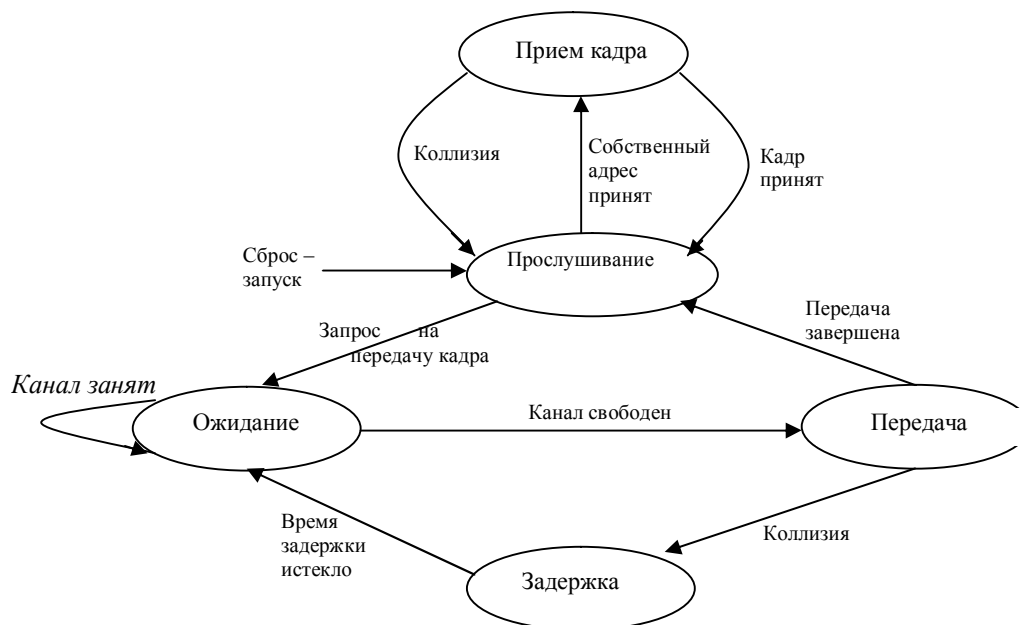 Прием кадра
Коллизия
Собственный
адрес
принят
Кадр
принят
Сброс –
запуск
Прослушивание
Запрос на
передачу кадра
Передача
завершена
Канал занят
Ожидание
Канал свободен
Передача
Время
задержки
истекло
Коллизия
Задержка